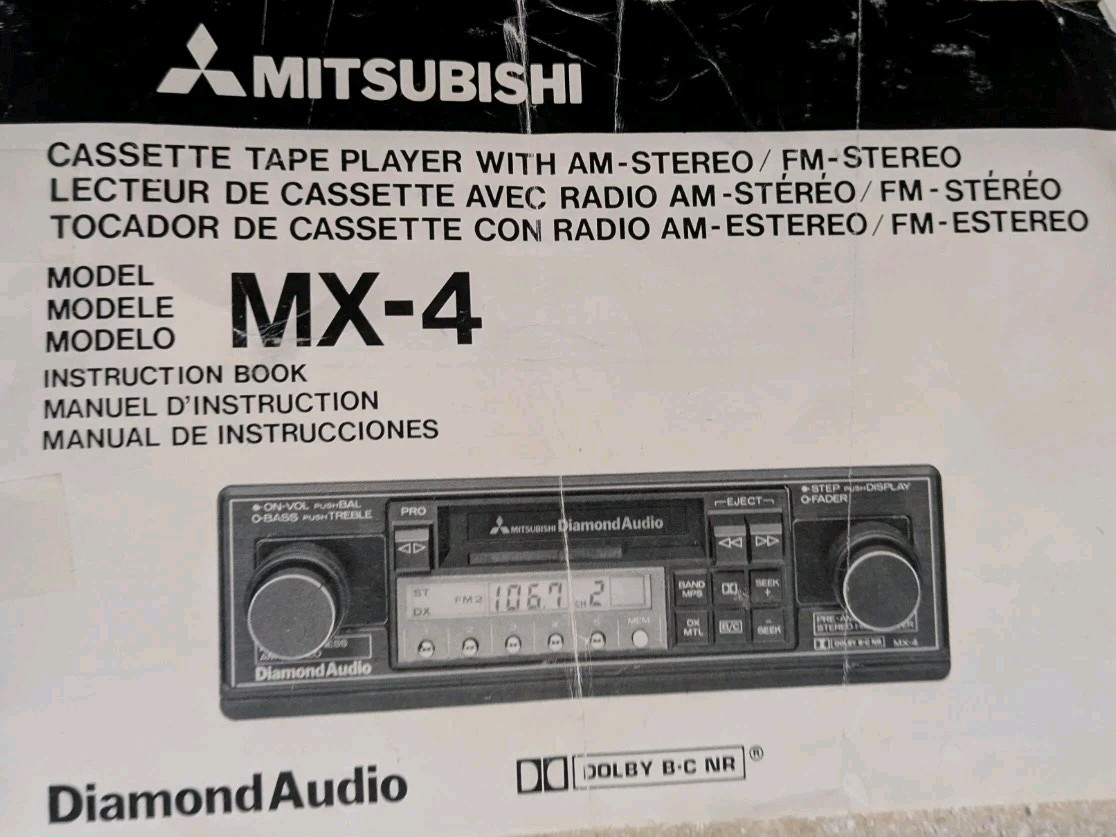 MITSUBISHI
CASSETTE TAPE PLAYER WITH AM-STEREO / FM-STEREO
LECTEUR DE CASSETTE AVEC RADIO AM-STÉRÉO / FM-STÉRÉO
TOCADOR DE CASSETTE CON RADIO AM-ESTEREO / FM-ESTEREO
MODEL
MODELE
MODELO
MX-4
INSTRUCTION BOOK
MANUEL D'INSTRUCTION
MANUAL DE INSTRUCCIONES
ON-VOL PUSH BAL
BASS PUSH TREBLE
PRO
MITSUBISHI DiamondAudio
EJECT
STEP PUSH DISPLAY
FADER
ST
DX
FM2
106.7
CH 2
MEM
BAND
MPS
SEEK
+
DX
MTL
B/C
-
SEEK
DiamondAudio
STEREO
DOLBY B-C NR
MX-4
DiamondAudio
DOLBY B·C NR ®